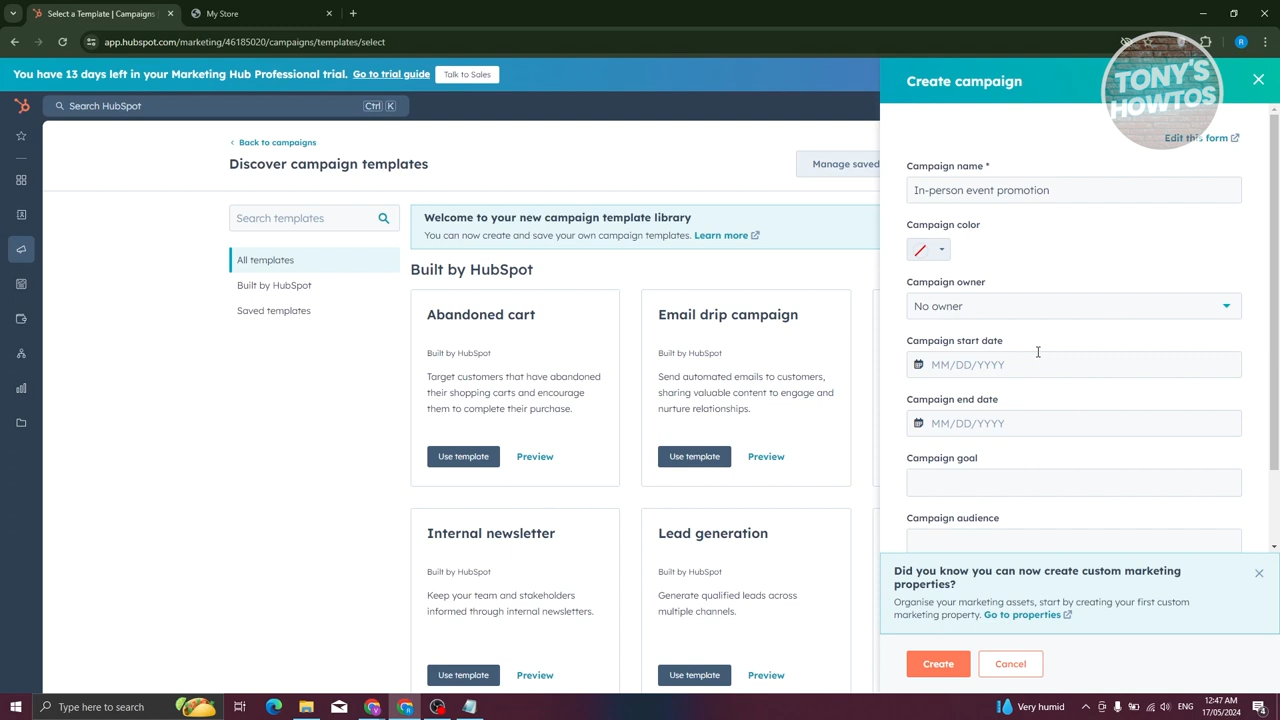 Select a Template | Campaigns
My Store
app.hubspot.com/marketing/46185020/campaigns/templates/select
You have 13 days left in your Marketing Hub Professional trial. Go to trial guide Talk to Sales
Search HubSpot Ctrl K
Back to campaigns
Discover campaign templates
Manage saved
Search templates
All templates
Built by HubSpot
Saved templates
Welcome to your new campaign template library
You can now create and save your own campaign templates. Learn more
Built by HubSpot
Abandoned cart
Built by HubSpot
Target customers that have abandoned
their shopping carts and encourage
them to complete their purchase.
Use template Preview
Email drip campaign
Built by HubSpot
Send automated emails to customers,
sharing valuable content to engage and
nurture relationships.
Use template Preview
Internal newsletter
Built by HubSpot
Keep your team and stakeholders
informed through internal newsletters.
Use template Preview
Lead generation
Built by HubSpot
Generate qualified leads across
multiple channels.
Use template Preview
Create campaign
TONY'S
HOWTOS
Edit this form
Campaign name *
In-person event promotion
Campaign color
Campaign owner
No owner
Campaign start date
MM/DD/YYYY
Campaign end date
MM/DD/YYYY
Campaign goal
Campaign audience
Did you know you can now create custom marketing
properties?
Organise your marketing assets, start by creating your first custom
marketing property. Go to properties
Create Cancel
Type here to search
Very humid
12:47 AM
17/05/2024